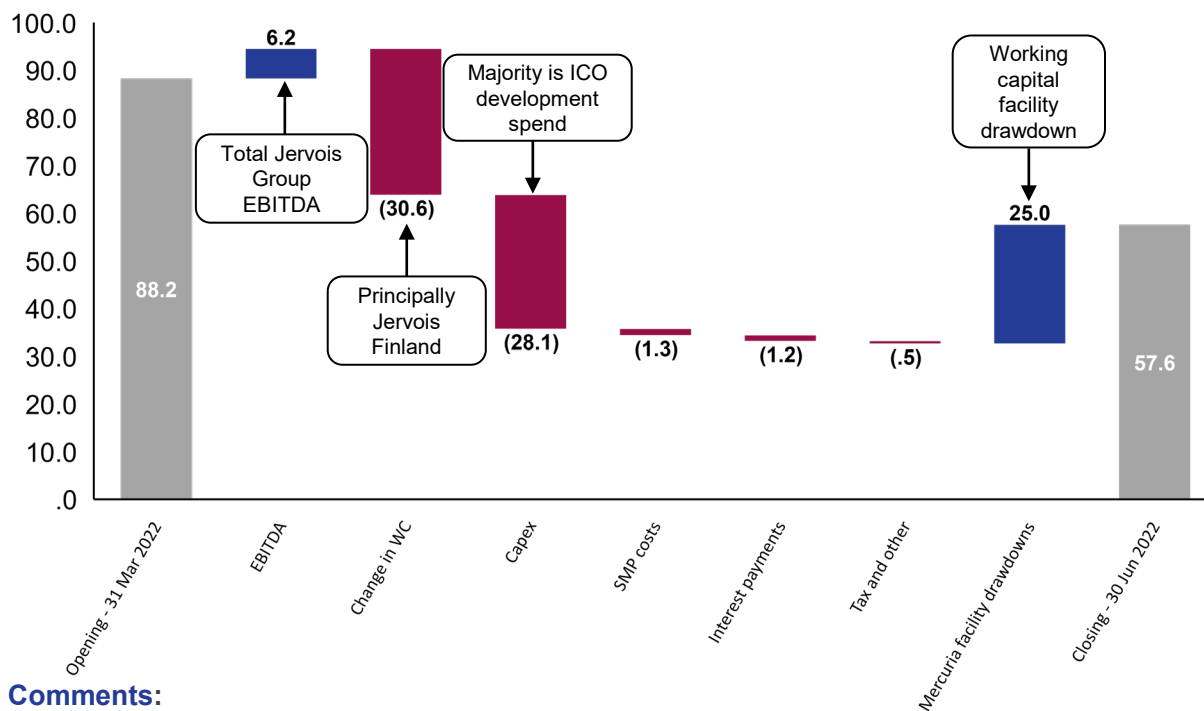 100.0
90.0
80.0
70.0
60.0
50.0
40.0
30.0
20.0
10.0
.0
88.2
6.2
Total Jervois
Group
EBITDA
(30.6)
Principally
Jervois
Finland
Majority is ICO
development
spend
(28.1)
(1.3)
(1.2)
(.5)
Working
capital
facility
drawdown
25.0
57.6
Opening - 31 Mar 2022
EBITDA
Change in WC
Capex
SMP costs
Interest payments
Tax and other
Mercuria facility drawdowns
Closing - 30 Jun 2022
Comments: